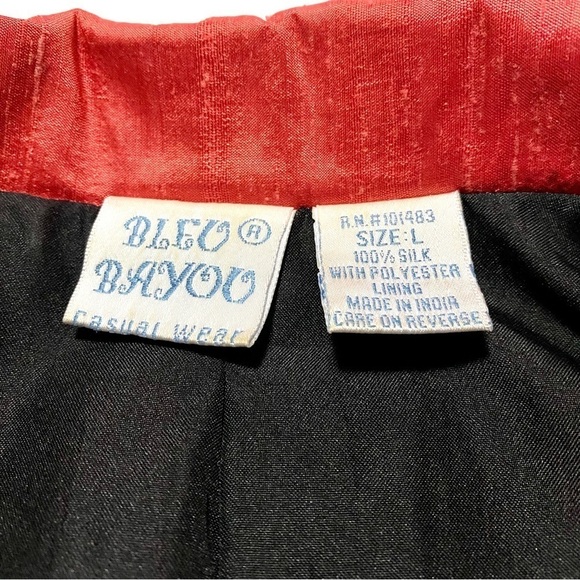 BLEU ®
BAYOU
Casual Wear
R.N.#101483
SIZE:L
100% SILK
WITH POLYESTER
LINING
MADE IN INDIA
CARE ON REVERSE